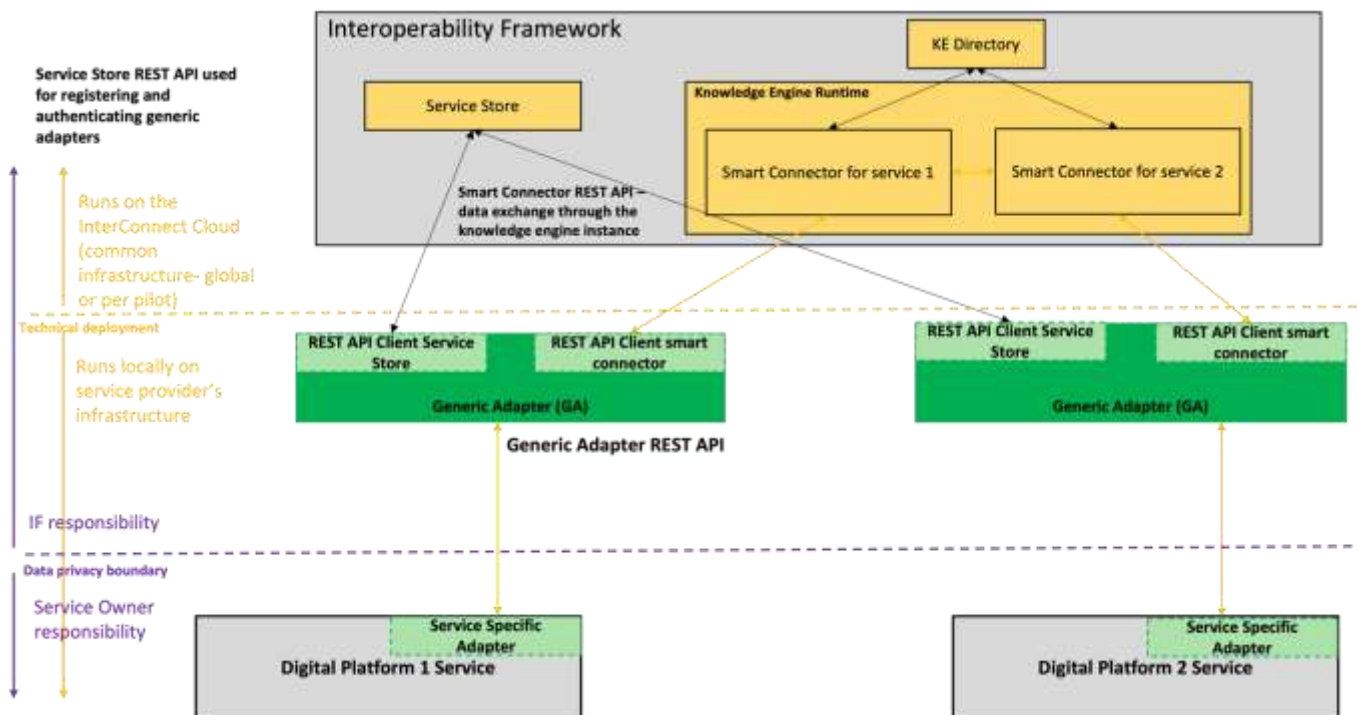 Interoperability Framework
KE Directory
Service Store REST API used
for registering and
authenticating generic
adapters
Service Store
Knowledge Engine Runtime
Smart Connector for service 1
Smart Connector for service 2
Smart Connector REST API –
data exchange through the
knowledge engine instance
Runs on the
InterConnect Cloud
(common
infrastructure- global
or per pilot)
Technical deployment
REST API Client Service
Store
REST API Client smart
connector
Generic Adapter (GA)
REST API Client Service
Store
REST API Client smart
connector
Generic Adapter (GA)
Runs locally on
service provider's
infrastructure
Generic Adapter REST API
IF responsibility
Data privacy boundary
Service Owner
responsibility
Service Specific
Adapter
Digital Platform 1 Service
Service Specific
Adapter
Digital Platform 2 Service